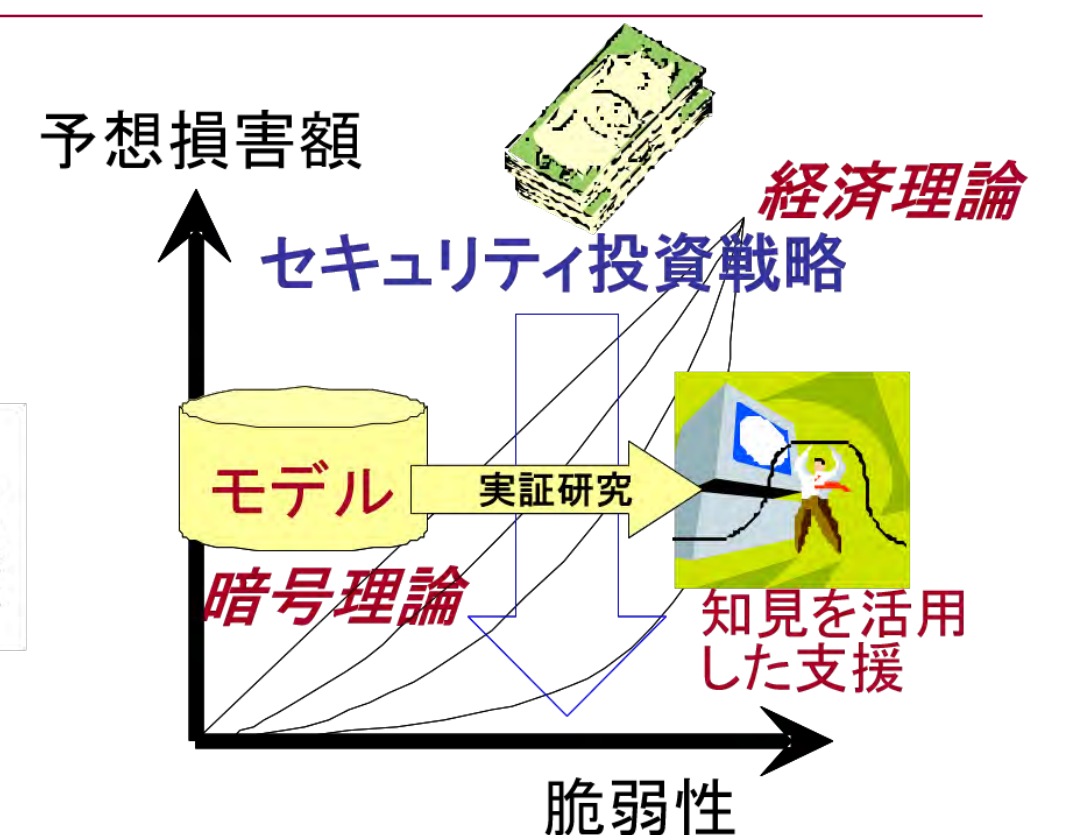 予想損害額
経済理論
セキュリティ投資戦略
モデル
実証研究
暗号理論
知見を活用
した支援
脆弱性